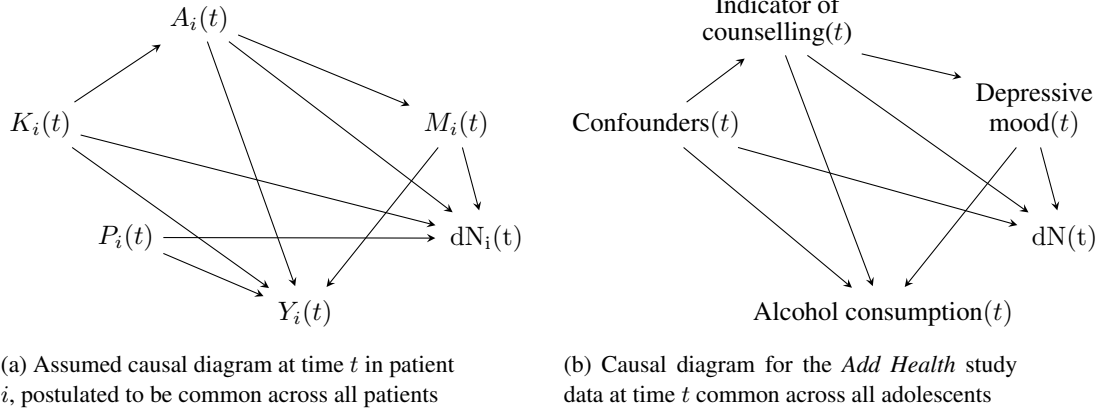 A_i(t)
K_i(t)
M_i(t)
P_i(t)
dN_i(t)
Y_i(t)
(a) Assumed causal diagram at time t in patient
i, postulated to be common across all patients
Indicator of
counselling(t)
Depressive
mood(t)
Confounders(t)
dN(t)
Alcohol consumption(t)
(b) Causal diagram for the Add Health study
data at time t common across all adolescents